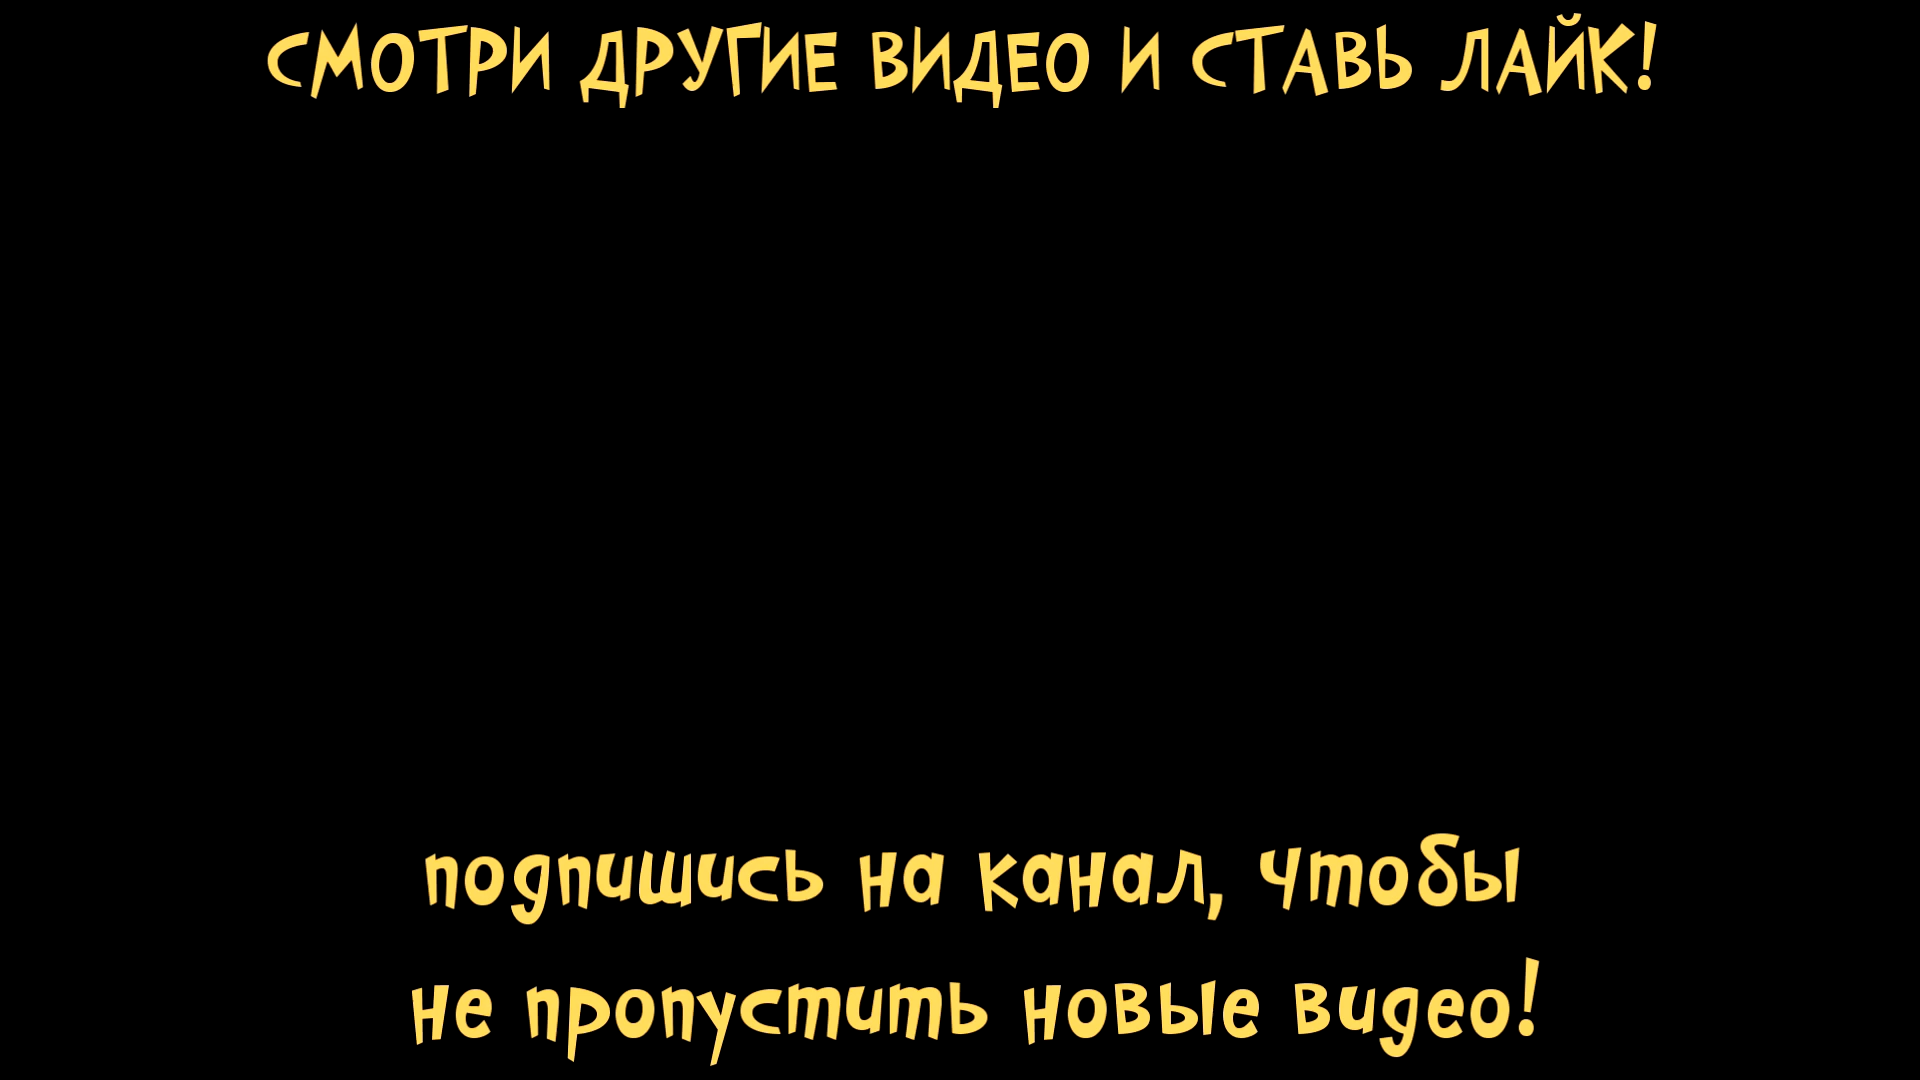 СМОТРИ ДРУГИЕ ВИДЕО И СТАВЬ ЛАЙК!
подпишись на канал, чтобы
не пропустить новые видео!